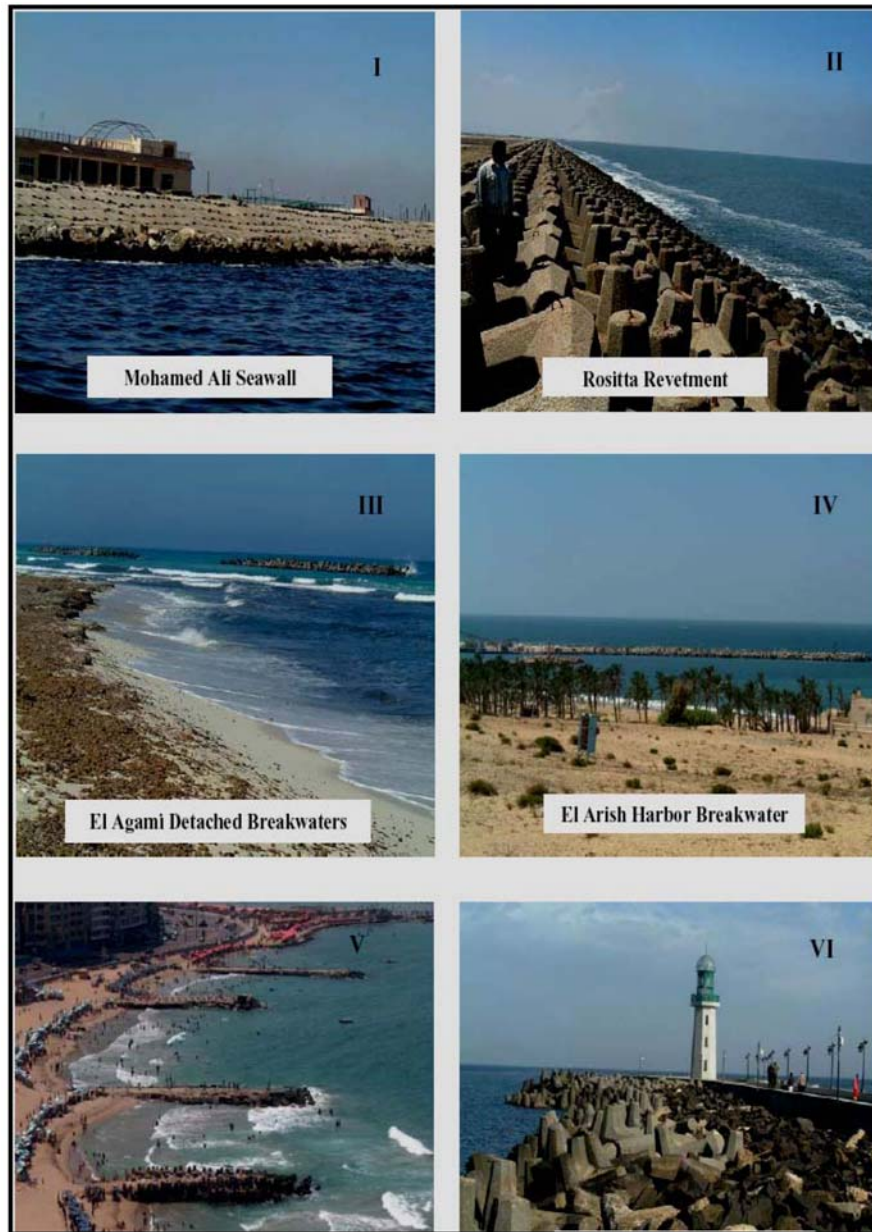 I
II
Mohamed Ali Seawall
Rositta Revetment
III
IV
El Agami Detached Breakwaters
El Arish Harbor Breakwater
V
VI